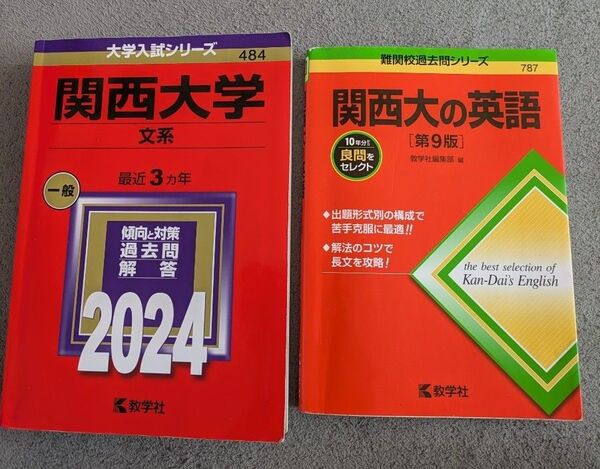 大学入試シリーズ
484
関西大学
文系
最近3カ年
一般
傾向と対策
過去問
解答
2024
教学社
難関校過去問シリーズ
787
関西大の英語
[第9版]
10年分から
良問を
セレクト
教学社編集部 編
◆出題形式別の構成で
苦手克服に最適!!
◆解法のコツで
長文を攻略!
the best selection of
Kan-Dai's English
教学社